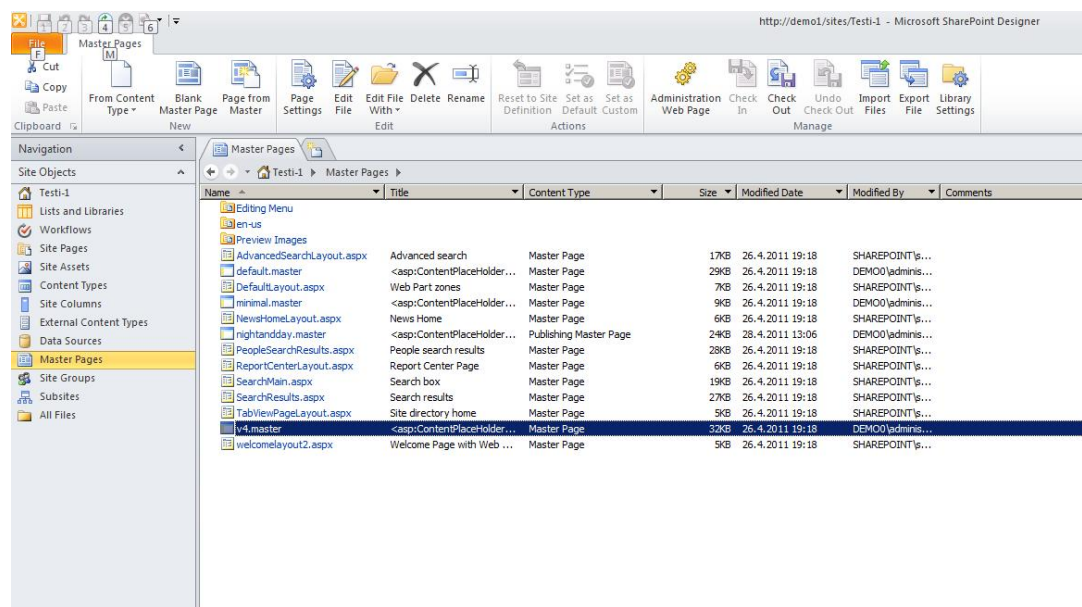 http://demo1/sites/Testi-1 - Microsoft SharePoint Designer
1 2 3 4 5 6
File Master Pages
F M
Cut
Copy
Paste
Clipboard
From Content Type
Blank Master Page
Page from Master
New
Page Settings
Edit File
Edit File With
Delete
Rename
Edit
Reset to Site Definition
Set as Default
Set as Custom
Actions
Administration Web Page
Check In
Check Out
Undo Check Out
Import Files
Export File
Library Settings
Manage
Navigation
Site Objects
Testi-1
Lists and Libraries
Workflows
Site Pages
Site Assets
Content Types
Site Columns
External Content Types
Data Sources
Master Pages
Site Groups
Subsites
All Files
Master Pages
Testi-1 Master Pages
Name Title Content Type Size Modified Date Modified By Comments
Editing Menu
en-us
Preview Images
AdvancedSearchLayout.aspx Advanced search Master Page 17KB 26.4.2011 19:18 SHAREPOINT\s...
default.master <asp:ContentPlaceHolder... Master Page 29KB 26.4.2011 19:18 DEMO0\adminis...
DefaultLayout.aspx Web Part zones Master Page 7KB 26.4.2011 19:18 SHAREPOINT\s...
minimal.master <asp:ContentPlaceHolder... Master Page 9KB 26.4.2011 19:18 DEMO0\adminis...
NewsHomeLayout.aspx News Home Master Page 6KB 26.4.2011 19:18 SHAREPOINT\s...
nightandday.master <asp:ContentPlaceHolder... Publishing Master Page 24KB 28.4.2011 13:06 DEMO0\adminis...
PeopleSearchResults.aspx People search results Master Page 28KB 26.4.2011 19:18 SHAREPOINT\s...
ReportCenterLayout.aspx Report Center Page Master Page 6KB 26.4.2011 19:18 SHAREPOINT\s...
SearchMain.aspx Search box Master Page 19KB 26.4.2011 19:18 SHAREPOINT\s...
SearchResults.aspx Search results Master Page 27KB 26.4.2011 19:18 SHAREPOINT\s...
TabViewPageLayout.aspx Site directory home Master Page 5KB 26.4.2011 19:18 SHAREPOINT\s...
v4.master <asp:ContentPlaceHolder... Master Page 32KB 26.4.2011 19:18 DEMO0\adminis...
welcomelayout2.aspx Welcome Page with Web ... Master Page 5KB 26.4.2011 19:18 SHAREPOINT\s...